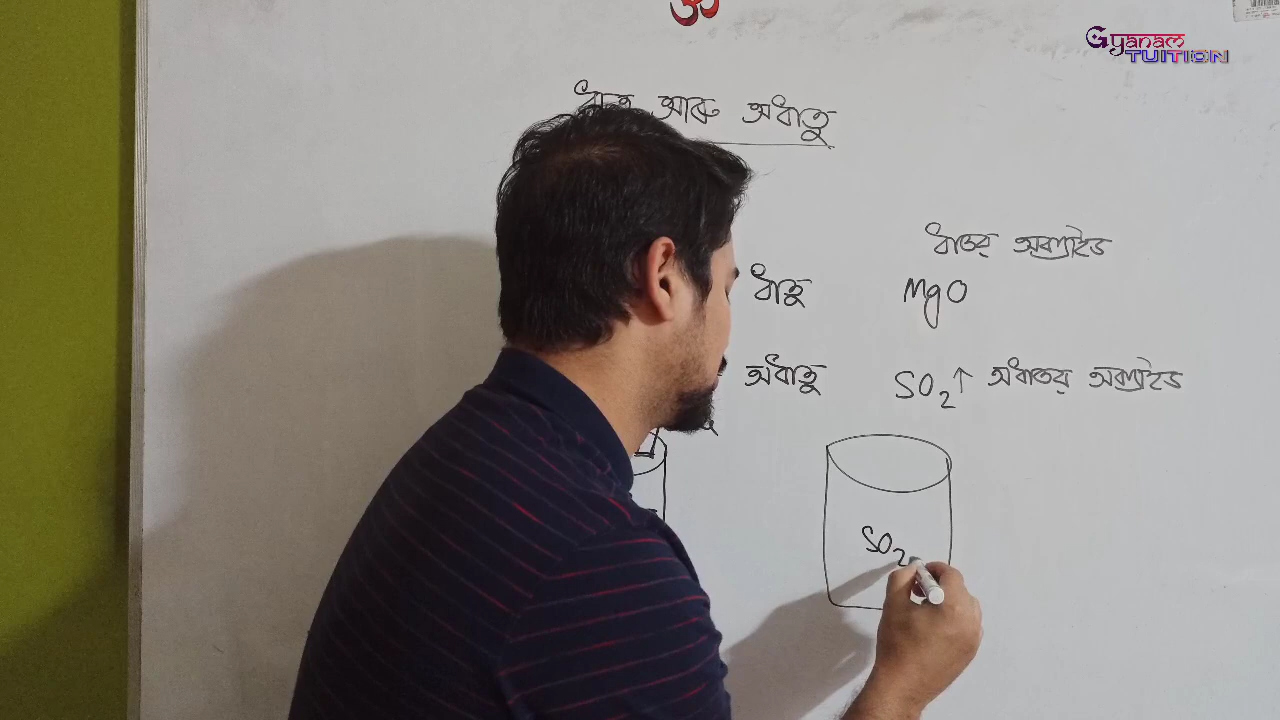 ॐ
Gyanam
TUITION
ধাতু আৰু অধাতু
ধাতুৰ অক্সাইড
ধাতু MgO
অধাতু SO₂↑ অধাতুৰ অক্সাইড
SO₂